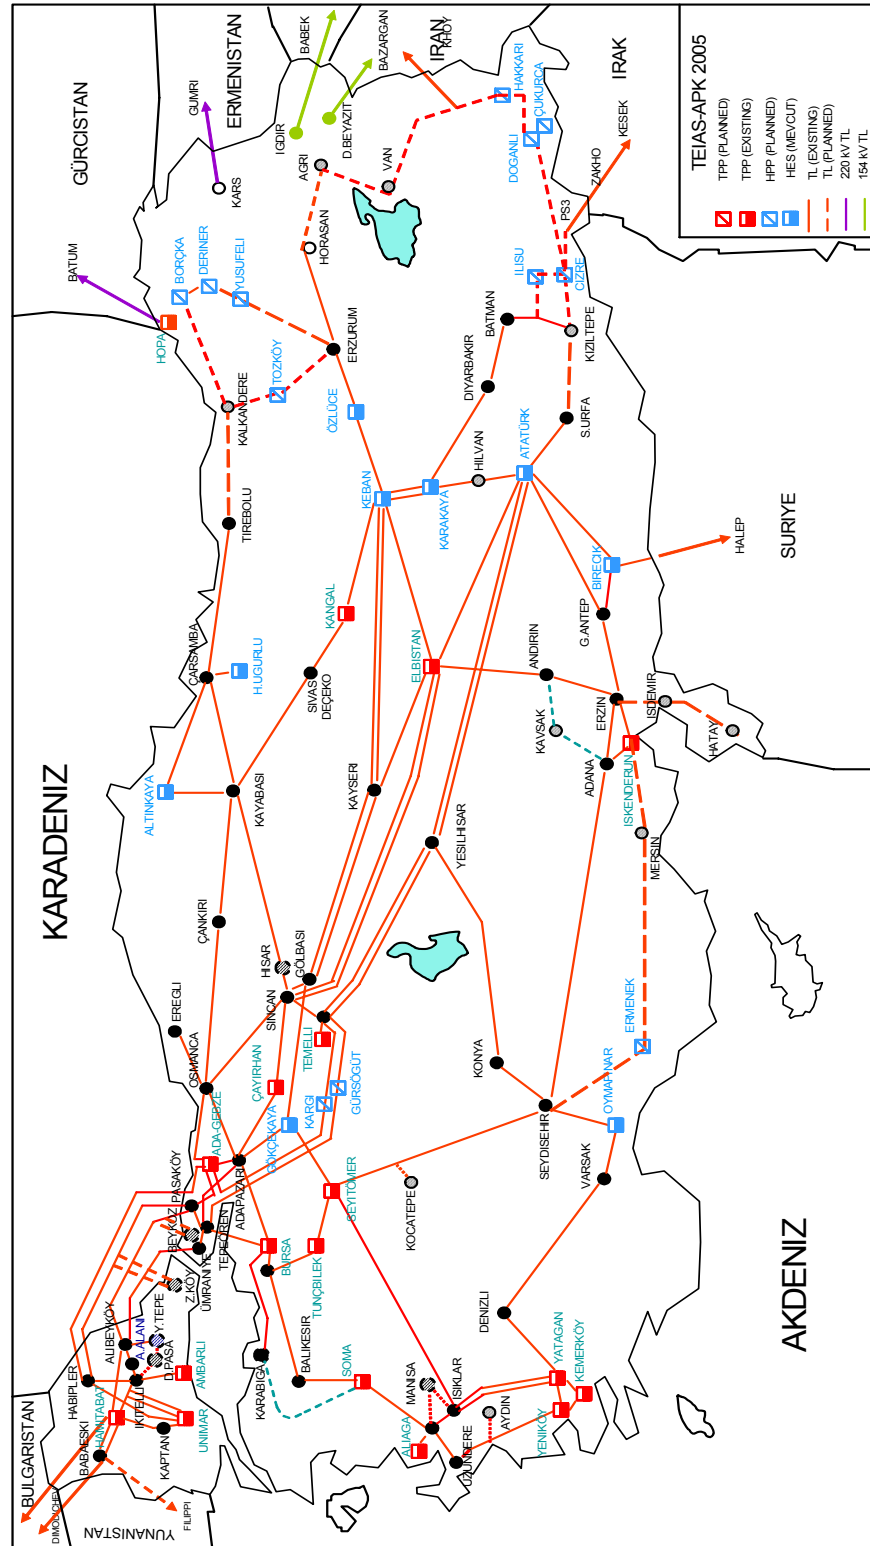 KARADENIZ
AKDENIZ
BULGARISTAN
YUNANISTAN
GÜRCISTAN
ERMENISTAN
IRAN
IRAK
SURIYE
DIMODICHEV
FILIPPI
BATUM
GUMRI
BABEK
BAZARGAN
KHOY
KESEK
ZAKHO
HALEP
BABAESKI
HAMITABAT
HABIPLER
KAPTAN
UNIMAR
IKITELLI
ALIBEYKÖY
A.ALANI
Y.TEPE
D.PASA
AMBARLI
Z.KÖY
ÜMRANIYE
BEYKOZ
PASAKÖY
TEPEÖREN
ADAPAZARI
ADA-GEBZE
OSMANCA
EREGLI
ÇANKIRI
KAYABASI
ALTINKAYA
ÇARSAMBA
H.UGURLU
TIREBOLU
KALKANDERE
HOPA
BORÇKA
DERINER
YUSUFELI
TOZKÖY
ERZURUM
HORASAN
KARS
IGDIR
D.BEYAZIT
AGRI
VAN
HAKKARI
ÇUKURCA
DOGANLI
PS3
CIZRE
ILISU
BATMAN
KIZILTEPE
DIYARBAKIR
S.URFA
HILVAN
ATATÜRK
KARAKAYA
KEBAN
ÖZLÜCE
KANGAL
SIVAS
DEÇEKO
ELBISTAN
KAYSERI
YESILHISAR
HISAR
GÖLBASI
SINCAN
TEMELLI
ÇAYIRHAN
KARGI
GÜRSÖGÜT
GÖKÇEKAYA
SEYITÖMER
KOCATEPE
BURSA
TUNÇBILEK
KARABIGA
BALIKESIR
SOMA
MANISA
ISIKLAR
ALIAGA
UZUNDERE
AYDIN
YENIKÖY
YATAGAN
KEMERKÖY
DENIZLI
VARSAK
OYMAPINAR
SEYDISEHIR
KONYA
ERMENEK
MERSIN
ADANA
ISKENDERUN
KAVSAK
ANDIRIN
ERZIN
ISDEMIR
HATAY
G.ANTEP
BIRECIK
TEIAS-APK 2005
TPP (PLANNED)
TPP (EXISTING)
HPP (PLANNED)
HES (MEVCUT)
TL (EXISTING)
TL (PLANNED)
220 kV TL
154 kV TL